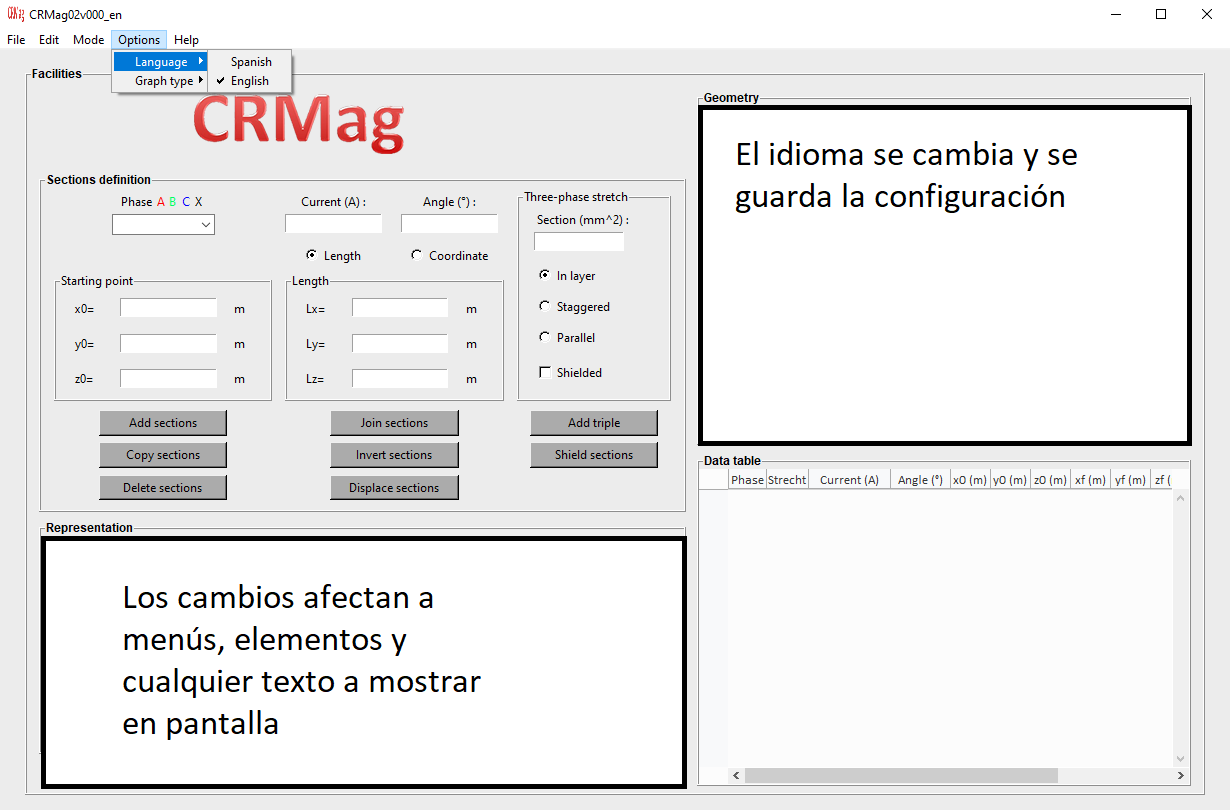 CRMag02v000_en
File Edit Mode Options Help
Language Spanish
Graph type English
Facilities
CRMag
Sections definition
Phase A B C X Current (A) : Angle (°) :
Length Coordinate
Starting point Length
x0= m Lx= m
y0= m Ly= m
z0= m Lz= m
Three-phase stretch
Section (mm^2) :
In layer
Staggered
Parallel
Shielded
Add sections Join sections Add triple
Copy sections Invert sections Shield sections
Delete sections Displace sections
Representation
Los cambios afectan a
menús, elementos y
cualquier texto a mostrar
en pantalla
Geometry
El idioma se cambia y se
guarda la configuración
Data table
Phase Strecht Current (A) Angle (°) x0 (m) y0 (m) z0 (m) xf (m) yf (m) zf (